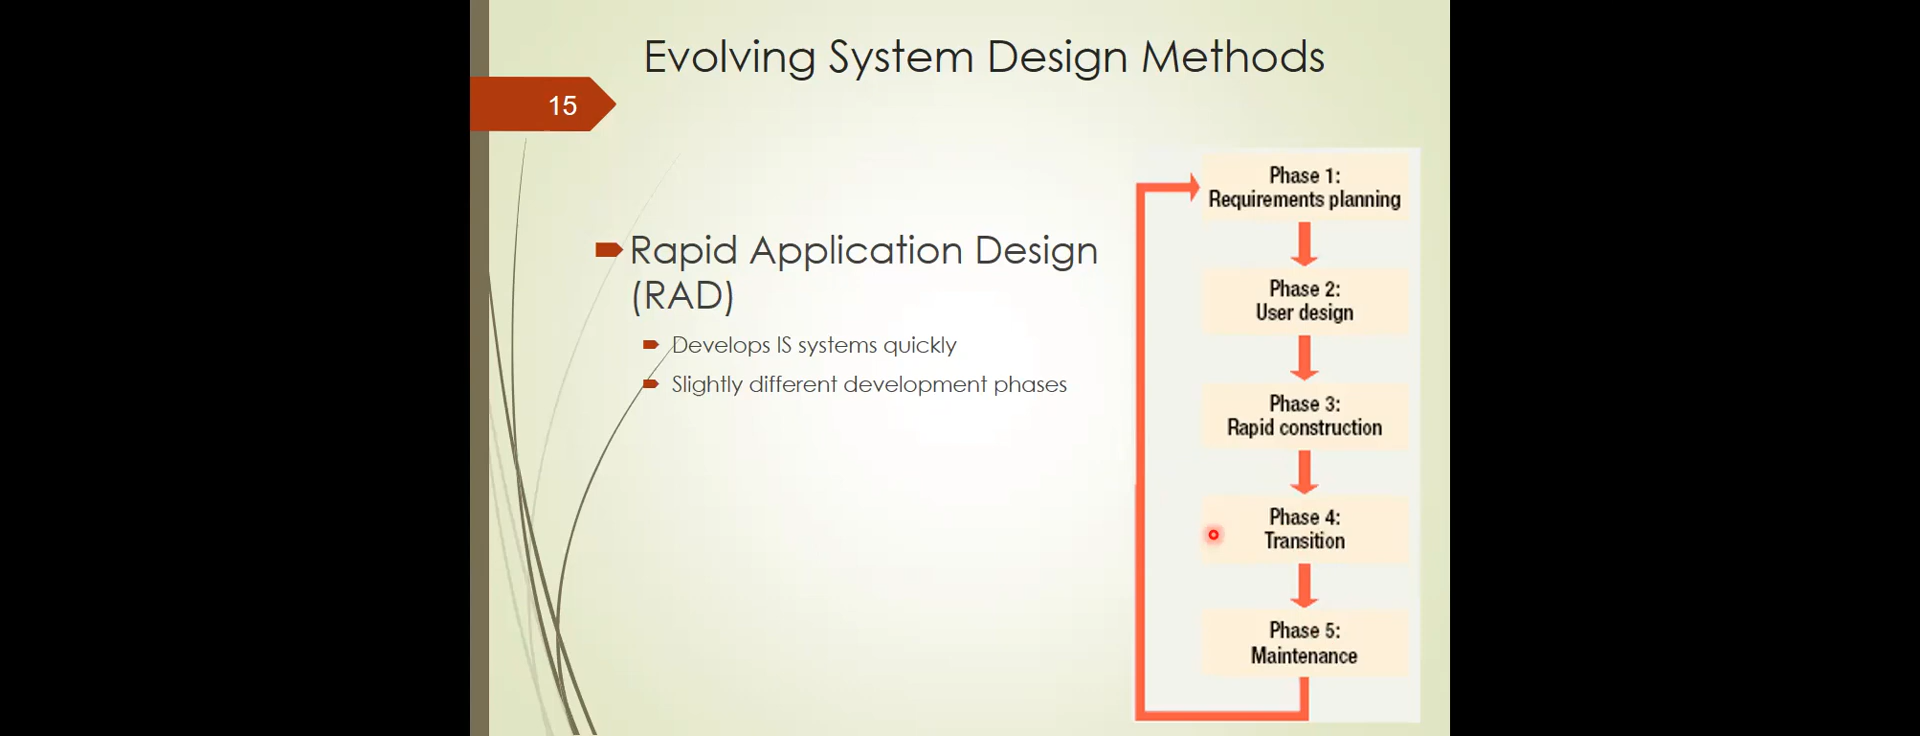 Evolving System Design Methods
15
Rapid Application Design
(RAD)
Develops IS systems quickly
Slightly different development phases
Phase 1:
Requirements planning
Phase 2:
User design
Phase 3:
Rapid construction
Phase 4:
Transition
Phase 5:
Maintenance